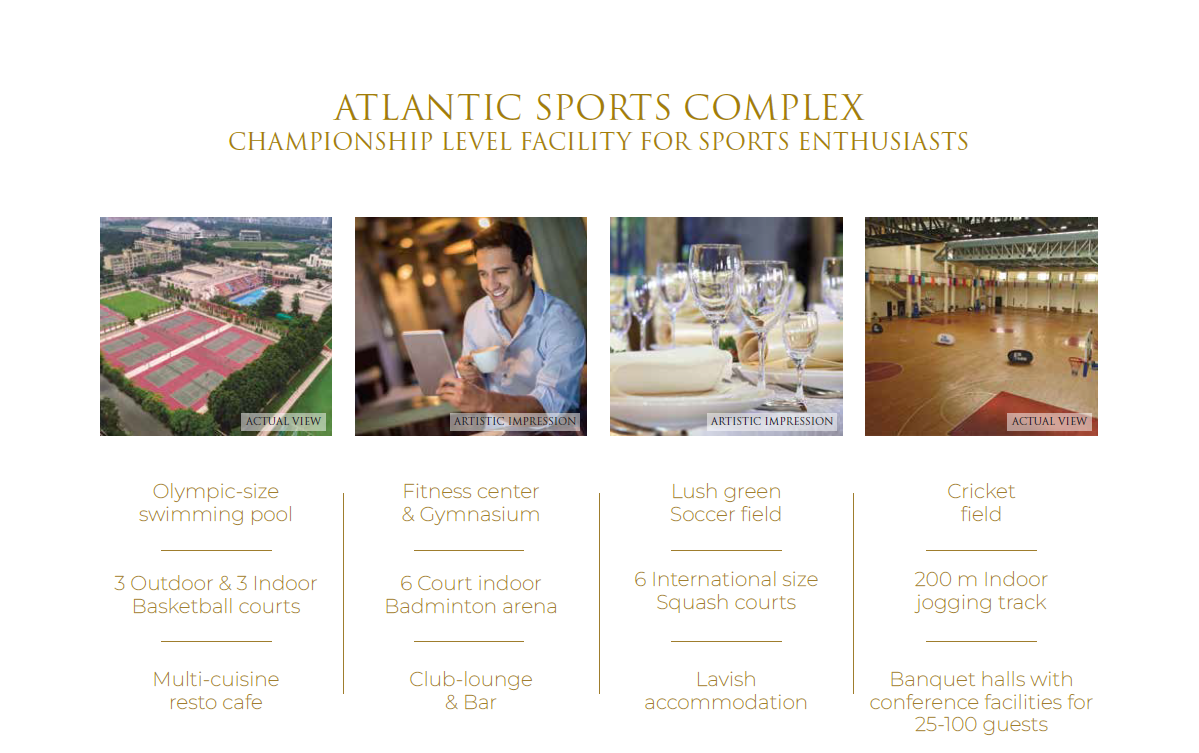 ATLANTIC SPORTS COMPLEX
CHAMPIONSHIP LEVEL FACILITY FOR SPORTS ENTHUSIASTS
ACTUAL VIEW
ARTISTIC IMPRESSION
ARTISTIC IMPRESSION
ACTUAL VIEW
Olympic-size
swimming pool
3 Outdoor & 3 Indoor
Basketball courts
Multi-cuisine
resto cafe
Fitness center
& Gymnasium
6 Court indoor
Badminton arena
Club-lounge
& Bar
Lush green
Soccer field
6 International size
Squash courts
Lavish
accommodation
Cricket
field
200 m Indoor
jogging track
Banquet halls with
conference facilities for
25-100 guests